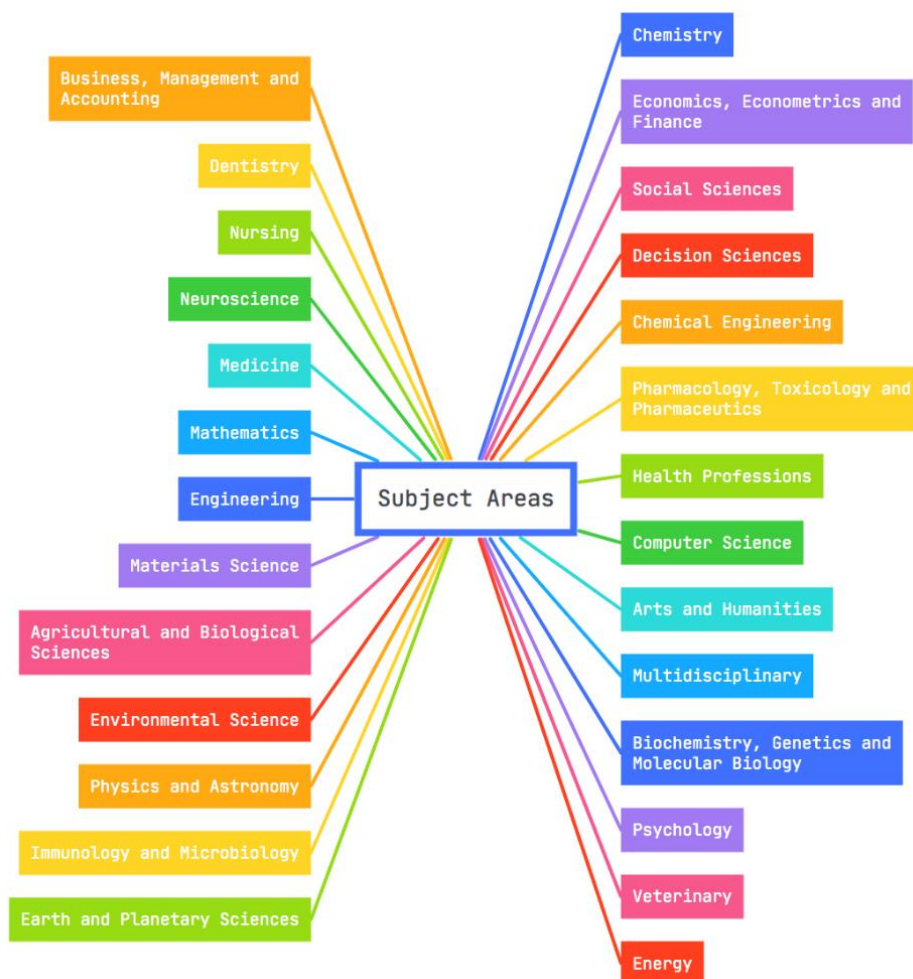 Business, Management and
Accounting
Dentistry
Nursing
Neuroscience
Medicine
Mathematics
Engineering
Materials Science
Agricultural and Biological
Sciences
Environmental Science
Physics and Astronomy
Immunology and Microbiology
Earth and Planetary Sciences
Subject Areas
Chemistry
Economics, Econometrics and
Finance
Social Sciences
Decision Sciences
Chemical Engineering
Pharmacology, Toxicology and
Pharmaceutics
Health Professions
Computer Science
Arts and Humanities
Multidisciplinary
Biochemistry, Genetics and
Molecular Biology
Psychology
Veterinary
Energy